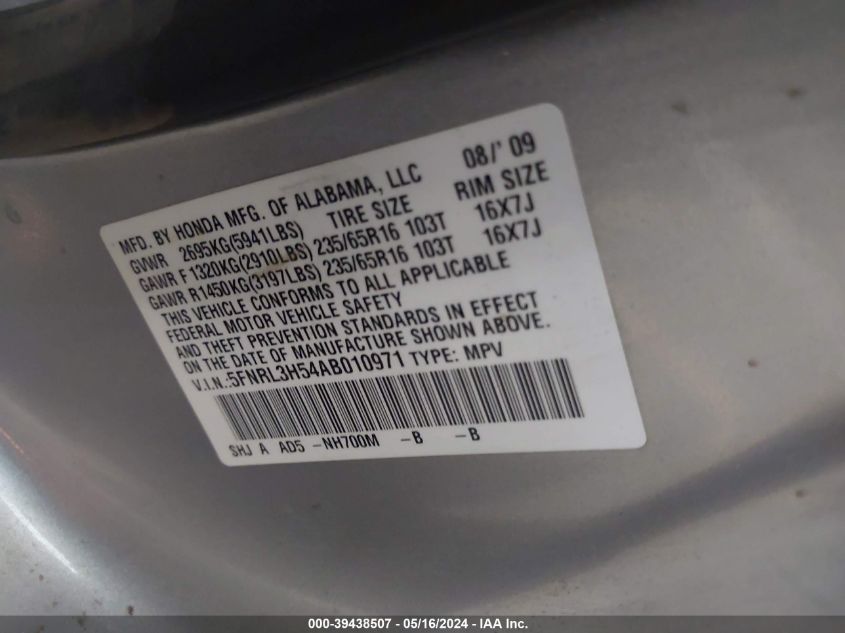 MFD. BY HONDA MFG. OF ALABAMA, LLC 08/' 09
GVWR 2695KG(5941LBS) TIRE SIZE RIM SIZE
GAWR F1320KG(2910LBS) 235/65R16 103T 16X7J
GAWR R1450KG(3197LBS) 235/65R16 103T 16X7J
THIS VEHICLE CONFORMS TO ALL APPLICABLE
FEDERAL MOTOR VEHICLE SAFETY
AND THEFT PREVENTION STANDARDS IN EFFECT
ON THE DATE OF MANUFACTURE SHOWN ABOVE.
V.I.N.:5FNRL3H54AB010971 TYPE: MPV
SHJ A AD5 -NH700M -B -B
000-39438507 - 05/16/2024 - IAA Inc.